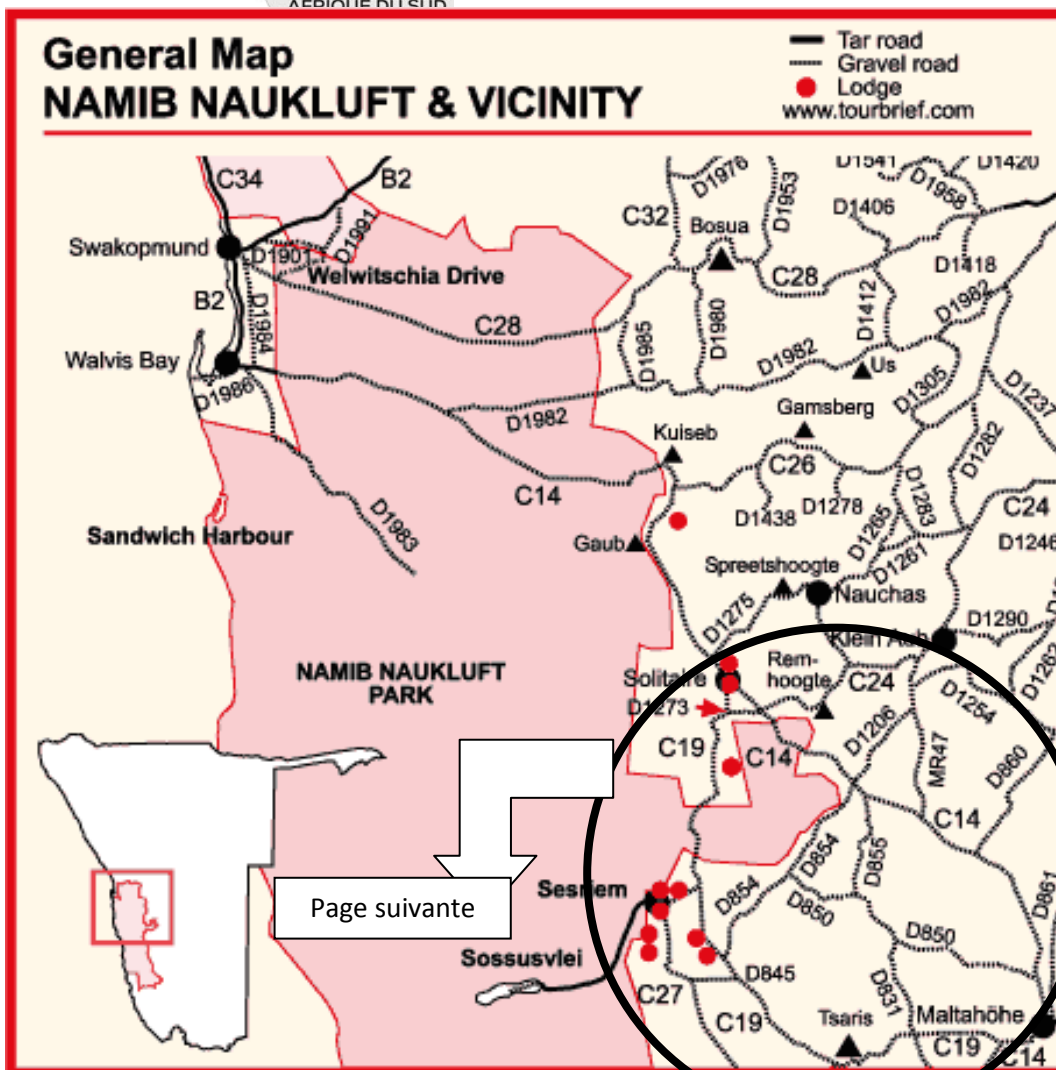 AFRIQUE DU SUD
General Map
NAMIB NAUKLUFT & VICINITY
Tar road
Gravel road
Lodge
www.tourbrief.com
C34
B2
D1976
D1953
D1541
D1420
D1958
D1406
C32
Bosua
Swakopmund
D1901
D1991
Welwitschia Drive
D1418
C28
B2
D1984
C28
D1985
D1980
D1412
D1982
Walvis Bay
D1982
Us
D1986
D1305
D1237
D1982
Gamsberg
D1282
Kuiseb
C26
C14
D1438
D1278
D1283
C24
D1265
D1246
Sandwich Harbour
D1983
Gaub
Spreetshoogte
D1261
Nauchas
D1275
D1290
Klein Aub
NAMIB NAUKLUFT
PARK
Solitaire
Rem-
hoogte
C24
D1254
D1273
D1206
C19
C14
MR47
D860
C14
D854
D855
D861
Page suivante
Sesriem
D854
D850
D850
Sossusvlei
D845
C27
D831
C19
Tsaris
Maltahöhe
C19
C14